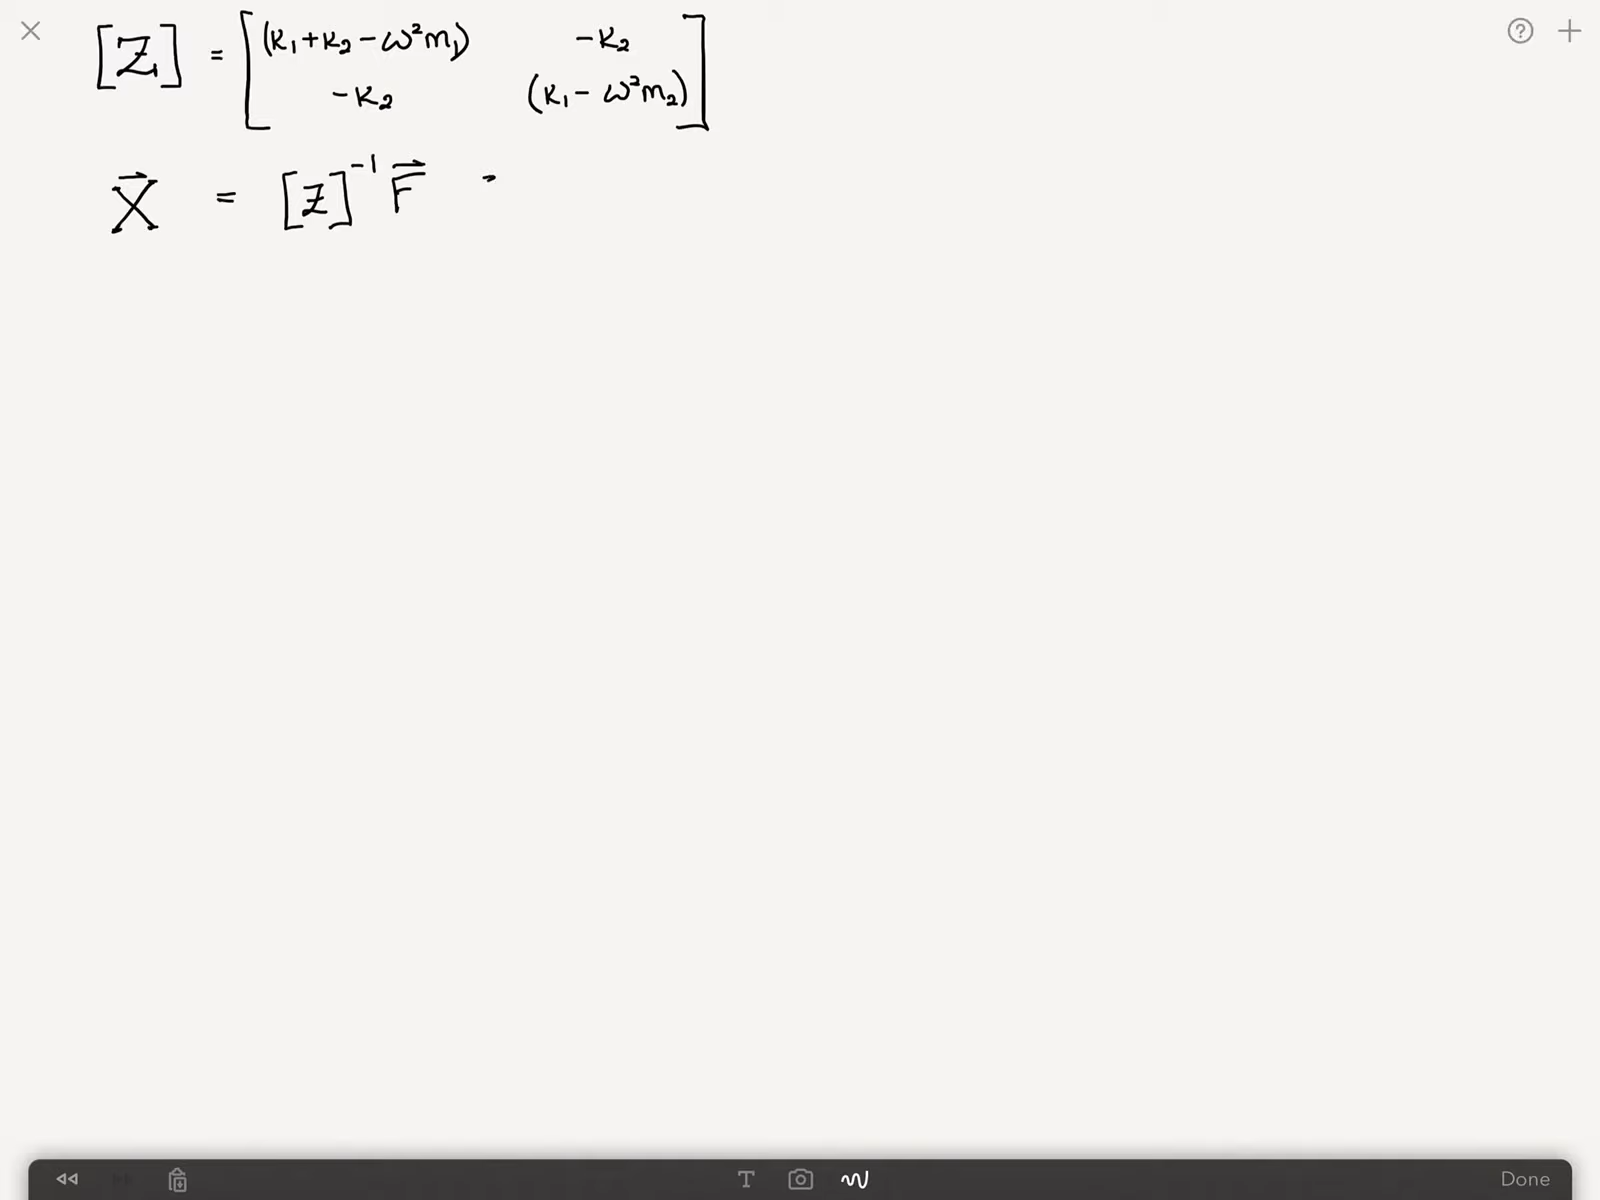 [Z] = [(k₁+k₂-ω²m₁) -k₂
-k₂ (k₁-ω²m₂)]
X⃗ = [Z]⁻¹ F⃗ -
T Done